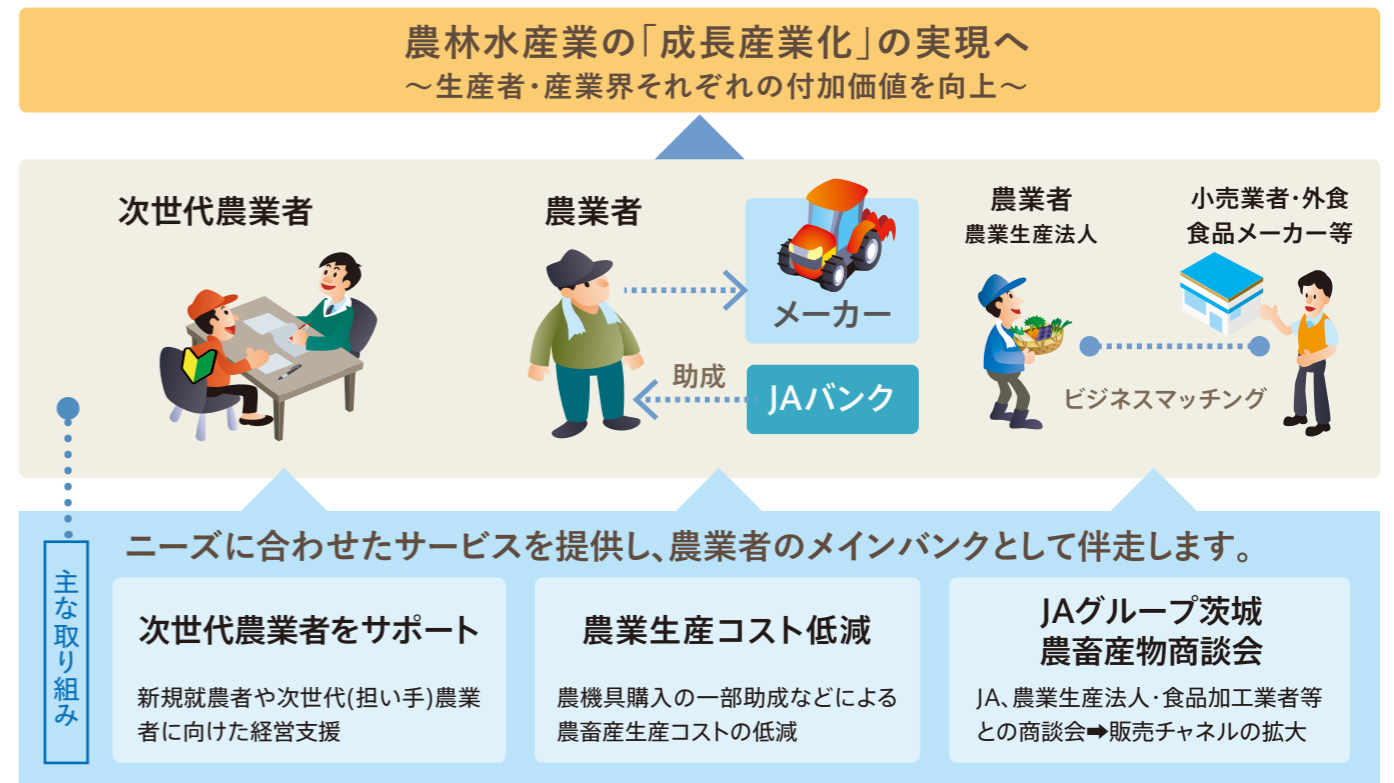 農林水産業の「成長産業化」の実現へ
～生産者・産業界それぞれの付加価値を向上～
次世代農業者
農業者
メーカー
助成
JAバンク
農業者
農業生産法人
小売業者・外食
食品メーカー等
ビジネスマッチング
主な取り組み
ニーズに合わせたサービスを提供し、農業者のメインバンクとして伴走します。
次世代農業者をサポート
新規就農者や次世代(担い手)農業
者に向けた経営支援
農業生産コスト低減
農機具購入の一部助成などによる
農畜産生産コストの低減
JAグループ茨城
農畜産物商談会
JA、農業生産法人・食品加工業者等
との商談会➡販売チャネルの拡大